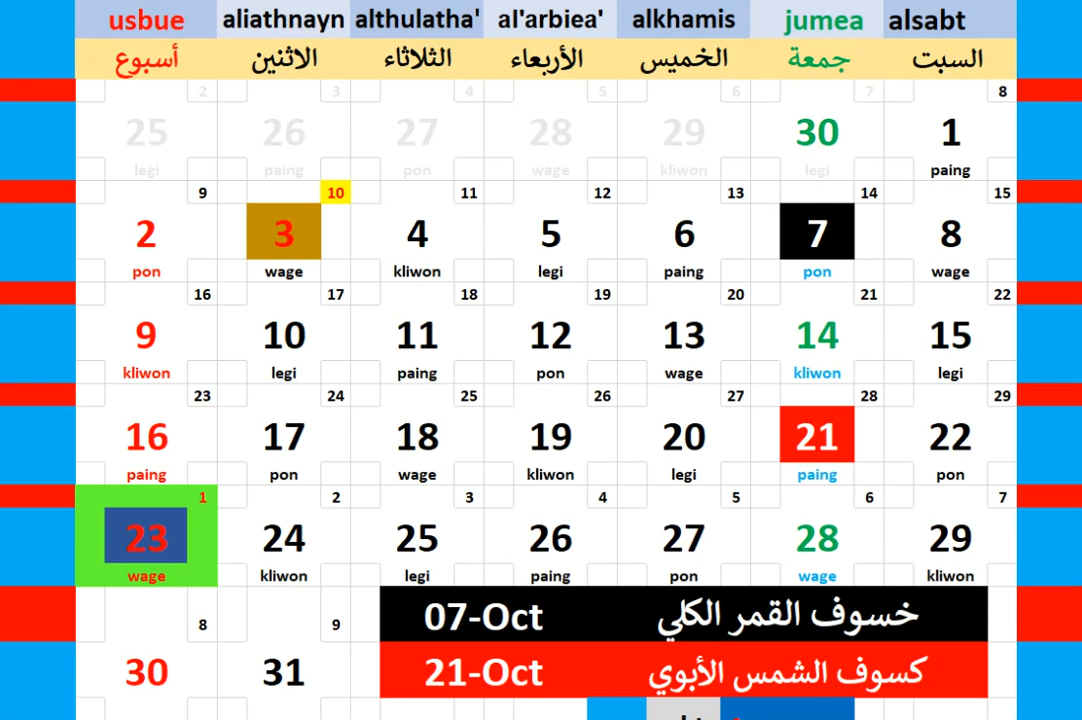 usbue aliathnayn althulatha' al'arbiea' alkhamis jumea alsabt
أسبوع الاثنين الثلاثاء الأربعاء الخميس جمعة السبت
2 3 4 5 6 7 8
25 26 27 28 29 30 1
legi paing pon wage kliwon legi paing
9 10 11 12 13 14 15
2 3 4 5 6 7 8
pon wage kliwon legi paing pon wage
16 17 18 19 20 21 22
9 10 11 12 13 14 15
kliwon legi paing pon wage kliwon legi
23 24 25 26 27 28 29
16 17 18 19 20 21 22
paing pon wage kliwon legi paing pon
1 2 3 4 5 6 7
23 24 25 26 27 28 29
wage kliwon legi paing pon wage kliwon
07-Oct خسوف القمر الكلي
8 9
30 31
21-Oct كسوف الشمس الأبوي